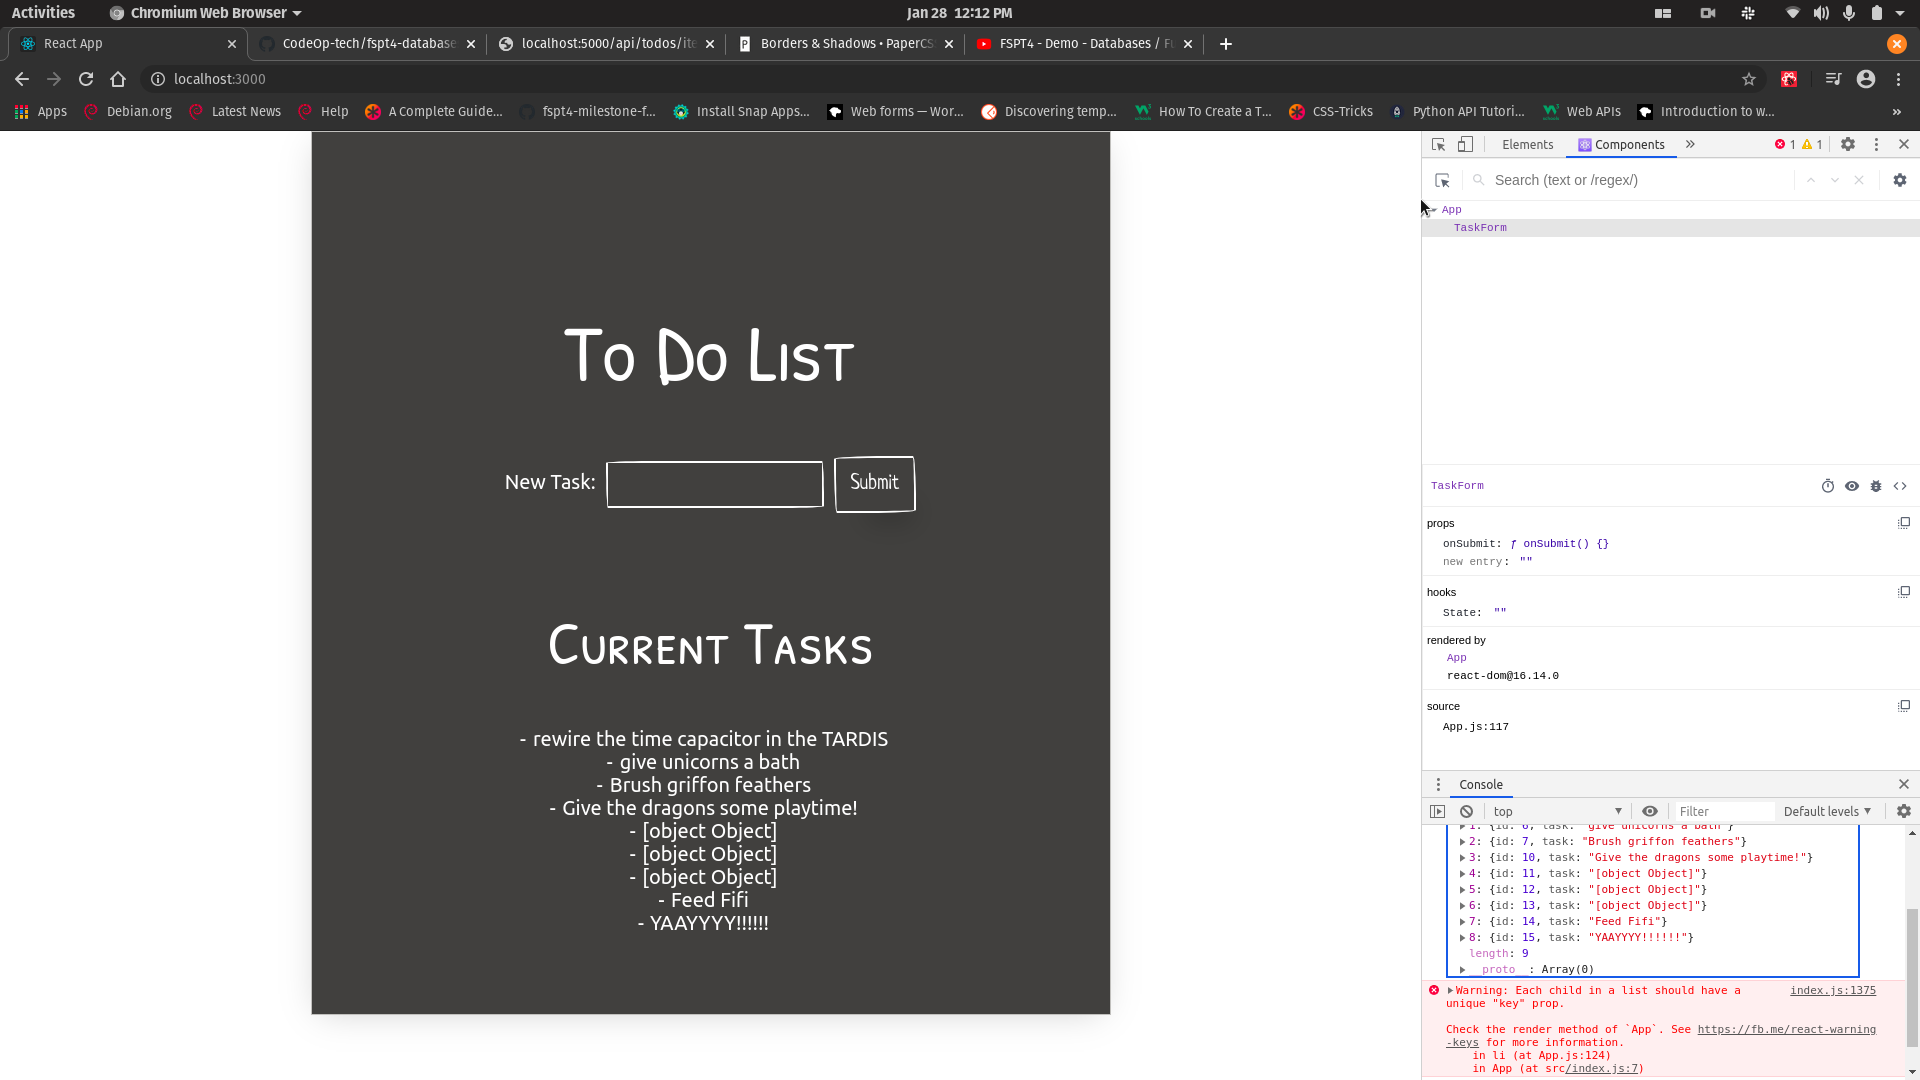 Activities
Chromium Web Browser
Jan 28 12:12 PM
React App
CodeOp-tech/fspt4-database
localhost:5000/api/todos/ite
Borders & Shadows • PaperCS
FSPT4 - Demo - Databases / Fu
localhost:3000
Apps
Debian.org
Latest News
Help
A Complete Guide...
fspt4-milestone-f...
Install Snap Apps...
Web forms — Wor...
Discovering temp...
How To Create a T...
CSS-Tricks
Python API Tutori...
Web APIs
Introduction to w...
»
To Do List
New Task:
Submit
Current Tasks
- rewire the time capacitor in the TARDIS
- give unicorns a bath
- Brush griffon feathers
- Give the dragons some playtime!
- [object Object]
- [object Object]
- [object Object]
- Feed Fifi
- YAAYYYY!!!!!!
Elements
Components
»
1
1
Search (text or /regex/)
App
TaskForm
TaskForm
props
onSubmit: ƒ onSubmit() {}
new entry: ""
hooks
State: ""
rendered by
App
react-dom@16.14.0
source
App.js:117
Console
top
Filter
Default levels
1: {id: 6, task: "give unicorns a bath"}
2: {id: 7, task: "Brush griffon feathers"}
3: {id: 10, task: "Give the dragons some playtime!"}
4: {id: 11, task: "[object Object]"}
5: {id: 12, task: "[object Object]"}
6: {id: 13, task: "[object Object]"}
7: {id: 14, task: "Feed Fifi"}
8: {id: 15, task: "YAAYYYY!!!!!!"}
length: 9
__proto__: Array(0)
Warning: Each child in a list should have a
index.js:1375
unique "key" prop.
Check the render method of `App`. See https://fb.me/react-warning
-keys for more information.
in li (at App.js:124)
in App (at src/index.js:7)